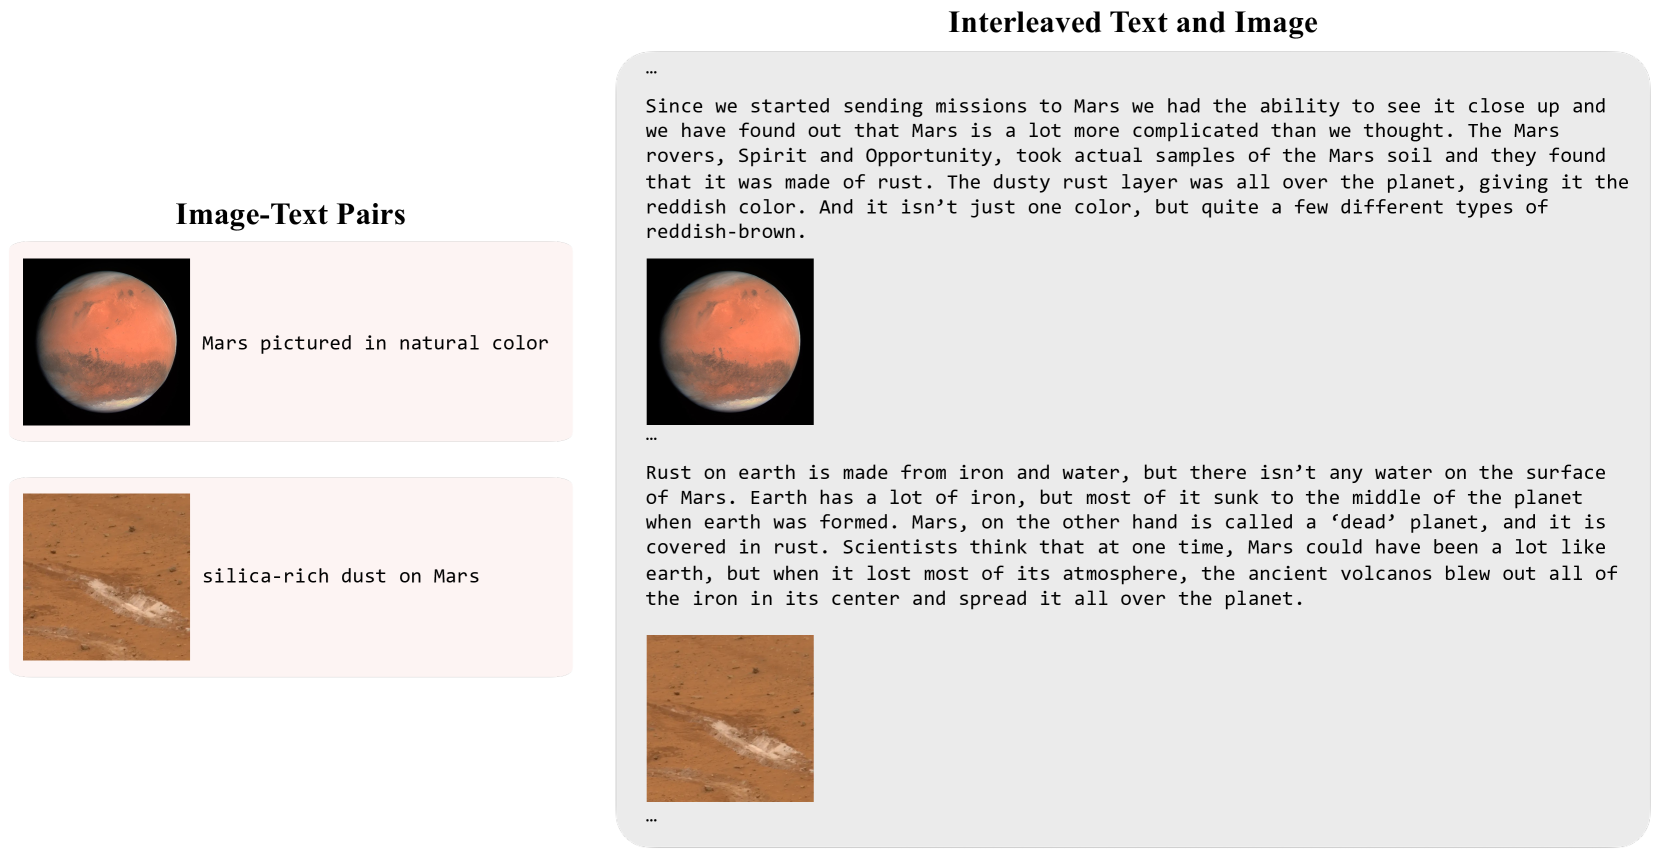 Image-Text Pairs
Mars pictured in natural color
silica-rich dust on Mars
Interleaved Text and Image
…
Since we started sending missions to Mars we had the ability to see it close up and
we have found out that Mars is a lot more complicated than we thought. The Mars
rovers, Spirit and Opportunity, took actual samples of the Mars soil and they found
that it was made of rust. The dusty rust layer was all over the planet, giving it the
reddish color. And it isn’t just one color, but quite a few different types of
reddish-brown.
…
Rust on earth is made from iron and water, but there isn’t any water on the surface
of Mars. Earth has a lot of iron, but most of it sunk to the middle of the planet
when earth was formed. Mars, on the other hand is called a ‘dead’ planet, and it is
covered in rust. Scientists think that at one time, Mars could have been a lot like
earth, but when it lost most of its atmosphere, the ancient volcanos blew out all of
the iron in its center and spread it all over the planet.
…